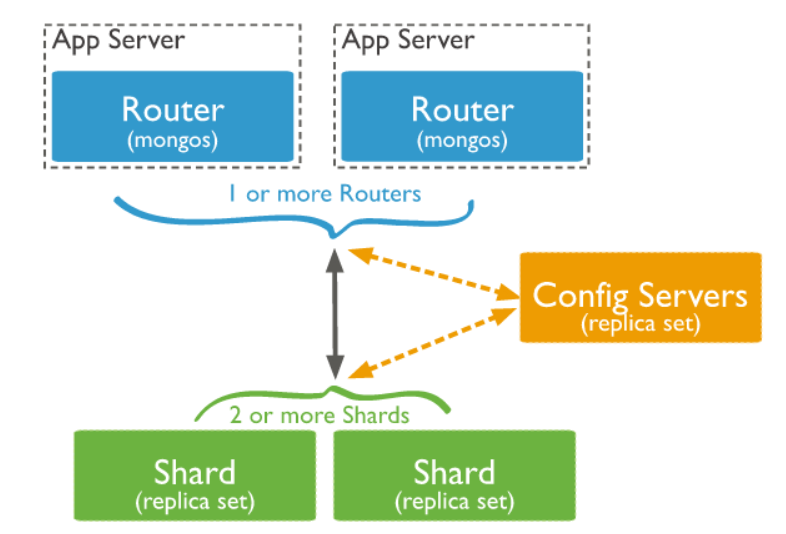 App Server
App Server
Router
(mongos)
Router
(mongos)
1 or more Routers
Config Servers
(replica set)
2 or more Shards
Shard
(replica set)
Shard
(replica set)